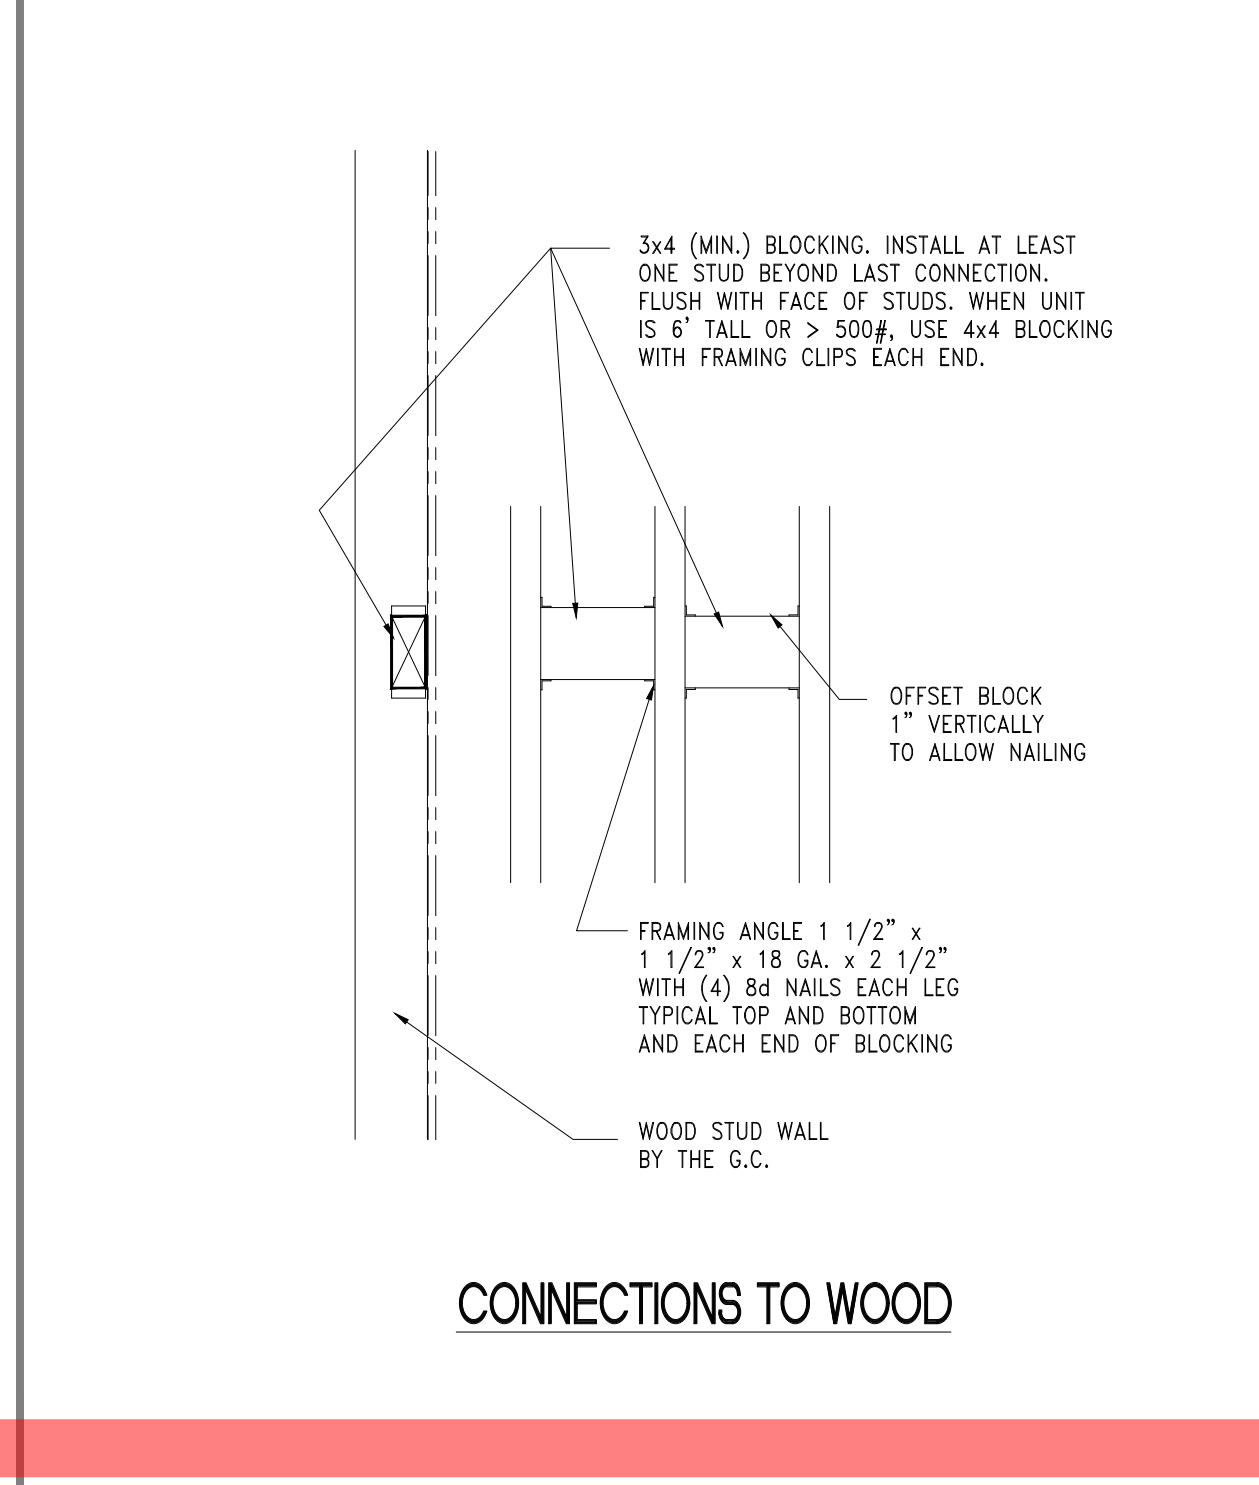 3x4 (MIN.) BLOCKING. INSTALL AT LEAST
ONE STUD BEYOND LAST CONNECTION.
FLUSH WITH FACE OF STUDS. WHEN UNIT
IS 6' TALL OR > 500#, USE 4x4 BLOCKING
WITH FRAMING CLIPS EACH END.
OFFSET BLOCK
1" VERTICALLY
TO ALLOW NAILING
FRAMING ANGLE 1 1/2" x
1 1/2" x 18 GA. x 2 1/2"
WITH (4) 8d NAILS EACH LEG
TYPICAL TOP AND BOTTOM
AND EACH END OF BLOCKING
WOOD STUD WALL
BY THE G.C.
CONNECTIONS TO WOOD